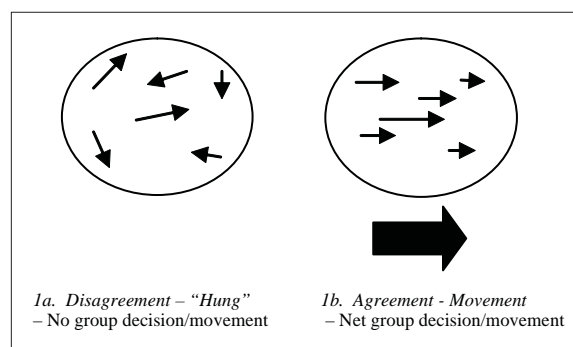 1a. Disagreement – “Hung”
– No group decision/movement
1b. Agreement - Movement
– Net group decision/movement